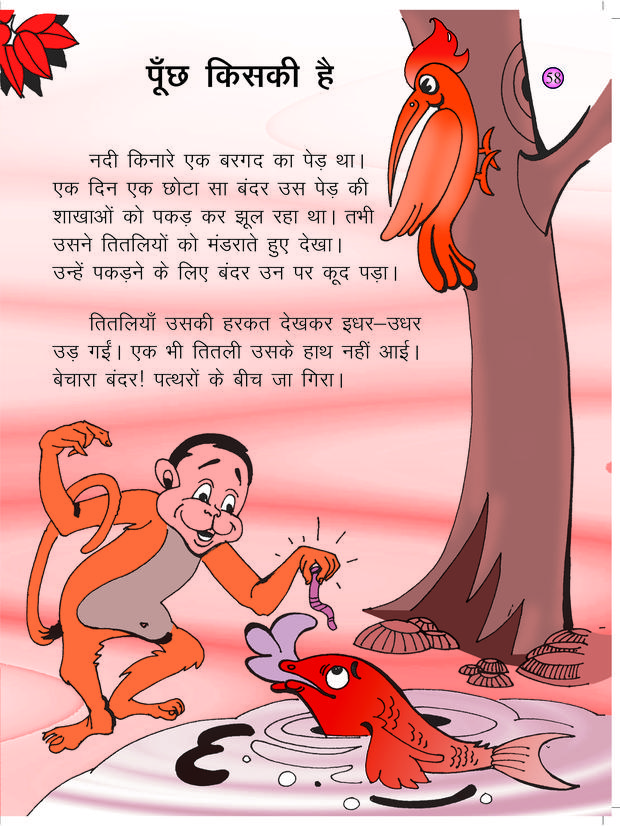 पूँछ किसकी है
58
नदी किनारे एक बरगद का पेड़ था।
एक दिन एक छोटा सा बंदर उस पेड़ की
शाखाओं को पकड़ कर झूल रहा था। तभी
उसने तितलियों को मंडराते हुए देखा।
उन्हें पकड़ने के लिए बंदर उन पर कूद पड़ा।
तितलियाँ उसकी हरकत देखकर इधर–उधर
उड़ गईं। एक भी तितली उसके हाथ नहीं आई।
बेचारा बंदर! पत्थरों के बीच जा गिरा।